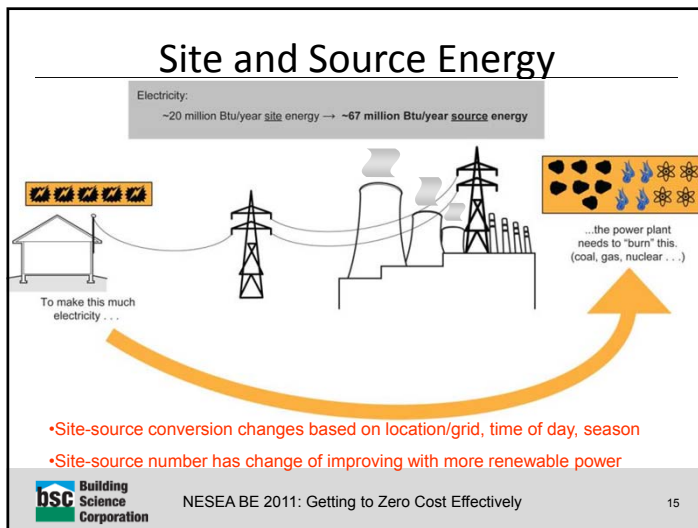 Site and Source Energy
Electricity:
~20 million Btu/year site energy → ~67 million Btu/year source energy
To make this much
electricity . . .
...the power plant
needs to "burn" this.
(coal, gas, nuclear . . .)
•Site-source conversion changes based on location/grid, time of day, season
•Site-source number has change of improving with more renewable power
bsc Building
Science
Corporation
NESEA BE 2011: Getting to Zero Cost Effectively
15